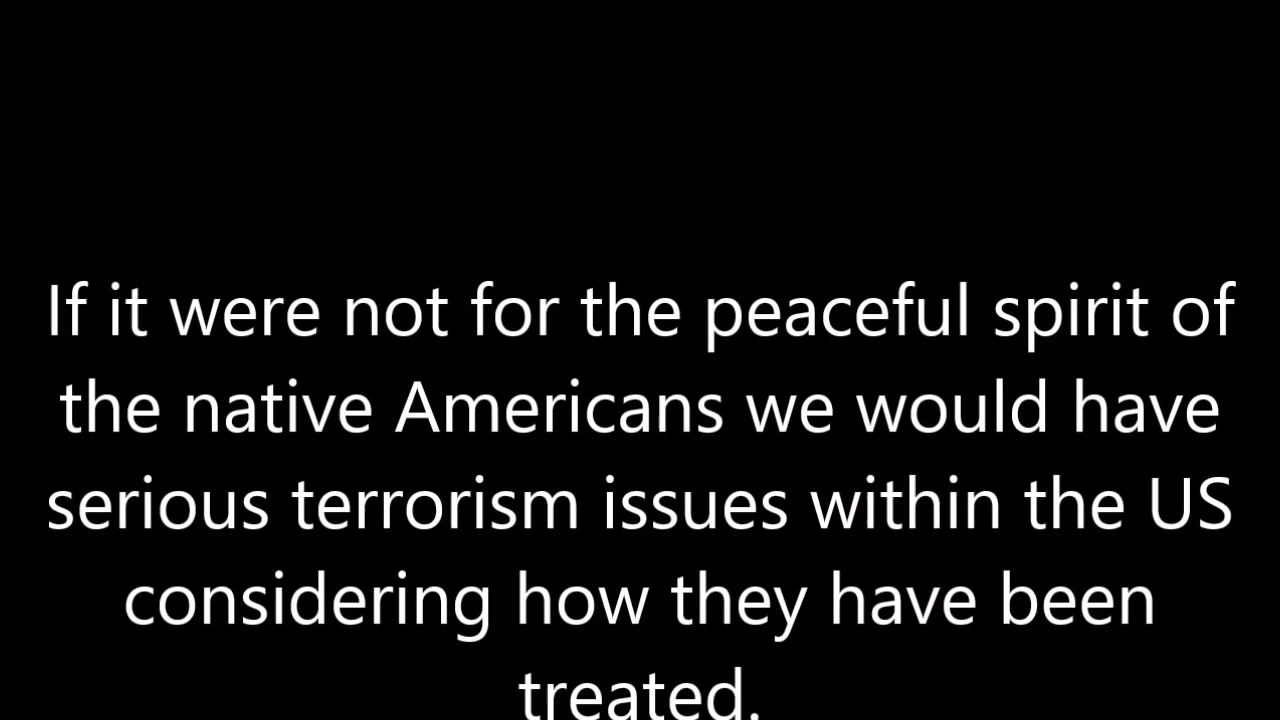 If it were not for the peaceful spirit of
the native Americans we would have
serious terrorism issues within the US
considering how they have been
treated.